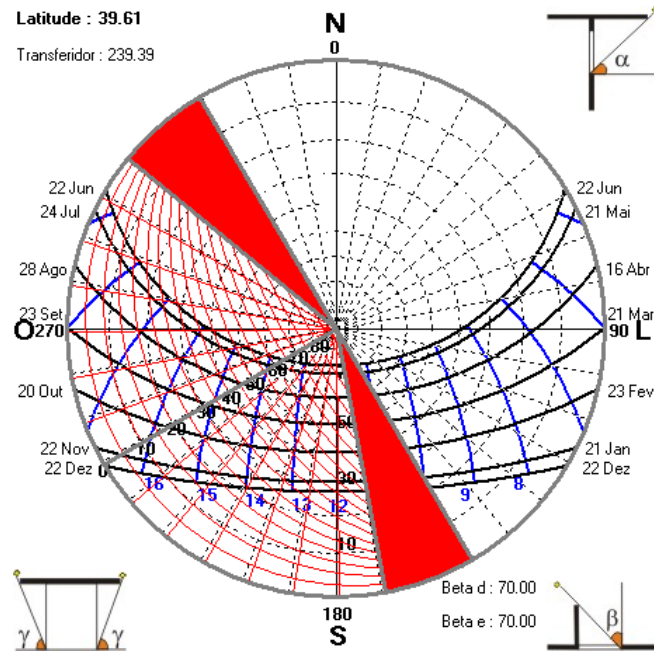 Latitude : 39.61
Transferidor : 239.39
N
0
α
22 Jun
24 Jul
28 Ago
23 Set
O 270
20 Out
22 Nov
22 Dez
22 Jun
21 Mai
16 Abr
21 Mar
90 L
23 Fev
21 Jan
22 Dez
80
70
60
50
40
30
20
10
0
50
30
10
16
15
14
13
12
9
8
180
S
Beta d : 70.00
Beta e : 70.00
γ
γ
β